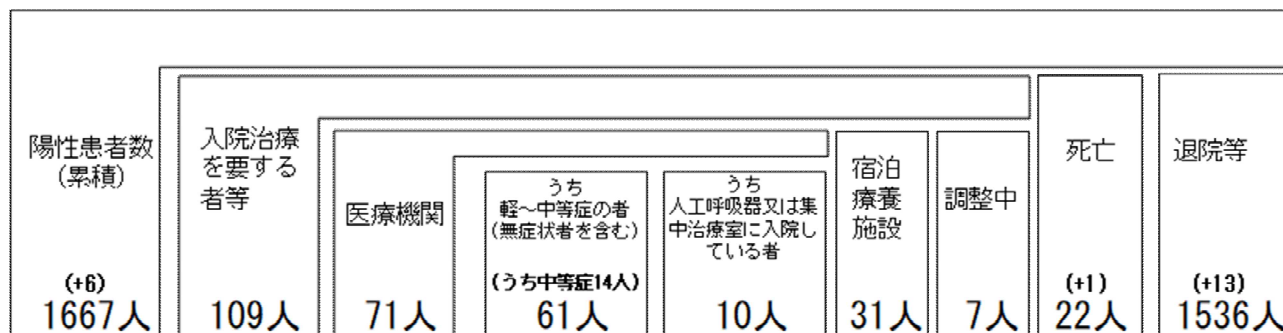 陽性患者数
(累積)
(+6)
1667人
入院治療
を要する
者等
109人
医療機関
71人
うち
軽～中等症の者
(無症状者を含む)
(うち中等症14人)
61人
うち
人工呼吸器又は集
中治療室に入院し
ている者
10人
宿泊
療養
施設
31人
調整中
7人
死亡
(+1)
22人
退院等
(+13)
1536人